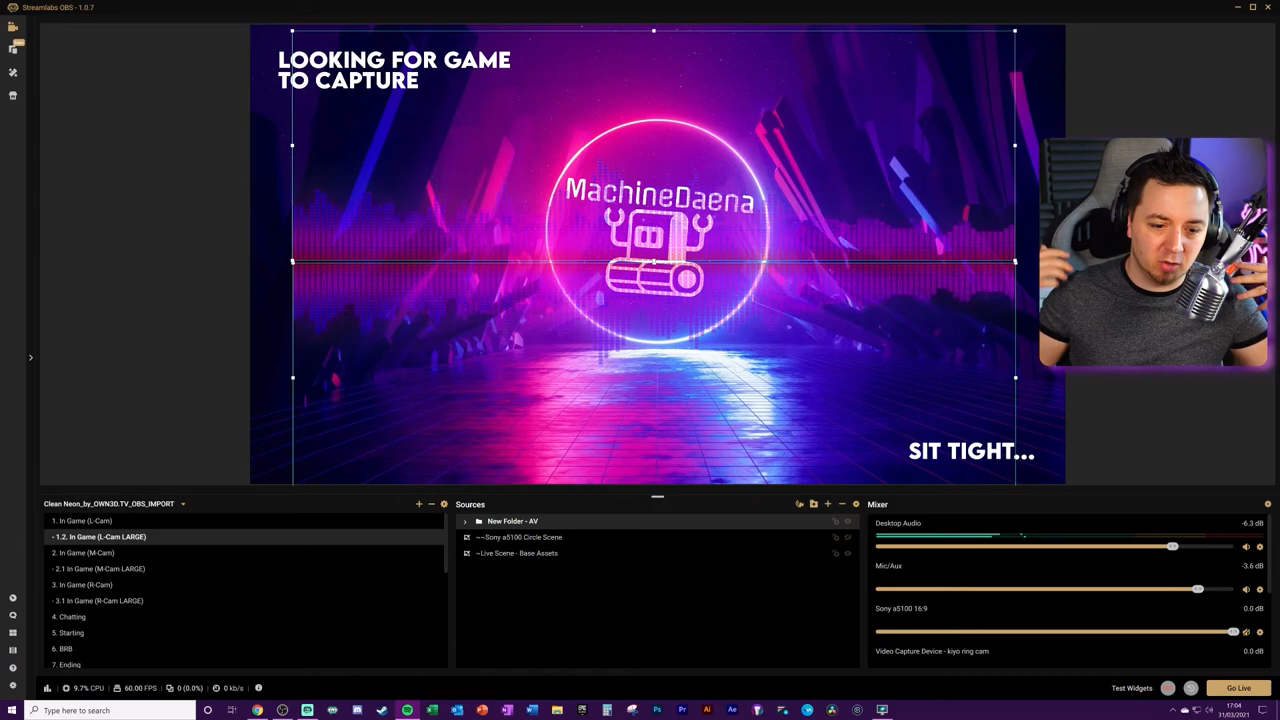 Streamlabs OBS - 1.0.7
LOOKING FOR GAME
TO CAPTURE
MachineDaena
SIT TIGHT...
Clean Neon_by_OWN3D.TV_OBS_IMPORT
1. In Game (L-Cam)
- 1.2. In Game (L-Cam LARGE)
2. In Game (M-Cam)
- 2.1 In Game (M-Cam LARGE)
3. In Game (R-Cam)
- 3.1 In Game (R-Cam LARGE)
4. Chatting
5. Starting
6. BRB
7. Ending
Sources
New Folder - AV
~~Sony a5100 Circle Scene
~Live Scene - Base Assets
Mixer
Desktop Audio -6.3 dB
Mic/Aux -3.6 dB
Sony a5100 16:9 0.0 dB
Video Capture Device - kiyo ring cam 0.0 dB
9.7% CPU 60.00 FPS 0 (0.0%) 0 kb/s
Test Widgets
Go Live
Type here to search
17:04
31/03/2021